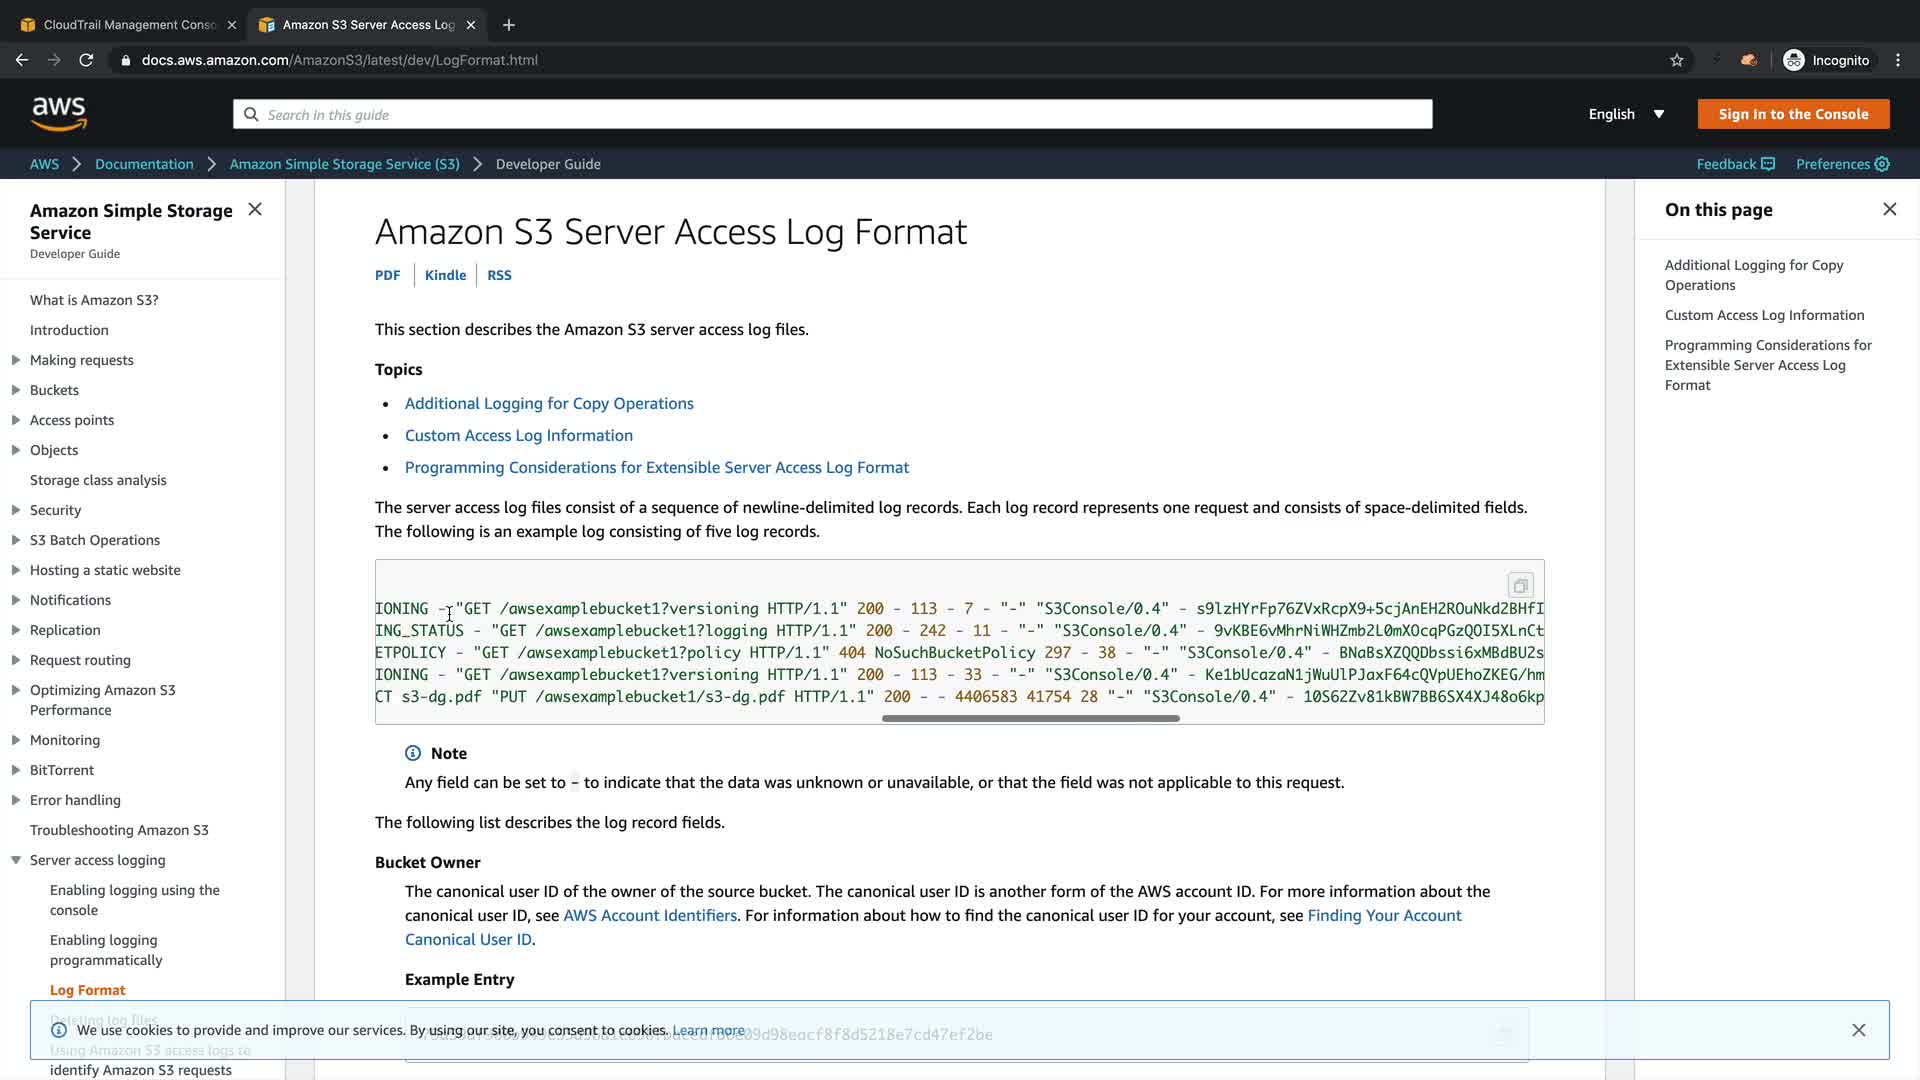 CloudTrail Management Conso
Amazon S3 Server Access Log
docs.aws.amazon.com/AmazonS3/latest/dev/LogFormat.html
Incognito
aws
Search in this guide
English
Sign In to the Console
AWS
Documentation
Amazon Simple Storage Service (S3)
Developer Guide
Feedback
Preferences
Amazon Simple Storage
Service
Developer Guide
What is Amazon S3?
Introduction
Making requests
Buckets
Access points
Objects
Storage class analysis
Security
S3 Batch Operations
Hosting a static website
Notifications
Replication
Request routing
Optimizing Amazon S3
Performance
Monitoring
BitTorrent
Error handling
Troubleshooting Amazon S3
Server access logging
Enabling logging using the
console
Enabling logging
programmatically
Log Format
Deleting log files
Using Amazon S3 access logs to
identify Amazon S3 requests
Amazon S3 Server Access Log Format
PDF
Kindle
RSS
This section describes the Amazon S3 server access log files.
Topics
• Additional Logging for Copy Operations
• Custom Access Log Information
• Programming Considerations for Extensible Server Access Log Format
The server access log files consist of a sequence of newline-delimited log records. Each log record represents one request and consists of space-delimited fields.
The following is an example log consisting of five log records.
IONING - "GET /awsexamplebucket1?versioning HTTP/1.1" 200 - 113 - 7 - "-" "S3Console/0.4" - s9lzHYrFp76ZVxRcpX9+5cjAnEH2ROuNkd2BHfI
ING_STATUS - "GET /awsexamplebucket1?logging HTTP/1.1" 200 - 242 - 11 - "-" "S3Console/0.4" - 9vKBE6vMhrNiWHZmb2L0mXOcqPGzQOI5XLnCt
ETPOLICY - "GET /awsexamplebucket1?policy HTTP/1.1" 404 NoSuchBucketPolicy 297 - 38 - "-" "S3Console/0.4" - BNaBsXZQQDbssi6xMBdBU2s
IONING - "GET /awsexamplebucket1?versioning HTTP/1.1" 200 - 113 - 33 - "-" "S3Console/0.4" - Ke1bUcazaN1jWuUlPJaxF64cQVpUEhoZKEG/hm
CT s3-dg.pdf "PUT /awsexamplebucket1/s3-dg.pdf HTTP/1.1" 200 - - 4406583 41754 28 "-" "S3Console/0.4" - 10S62Zv81kBW7BB6SX4XJ48o6kp
Note
Any field can be set to - to indicate that the data was unknown or unavailable, or that the field was not applicable to this request.
The following list describes the log record fields.
Bucket Owner
The canonical user ID of the owner of the source bucket. The canonical user ID is another form of the AWS account ID. For more information about the
canonical user ID, see AWS Account Identifiers. For information about how to find the canonical user ID for your account, see Finding Your Account
Canonical User ID.
Example Entry
We use cookies to provide and improve our services. By using our site, you consent to cookies. Learn more
On this page
Additional Logging for Copy
Operations
Custom Access Log Information
Programming Considerations for
Extensible Server Access Log
Format